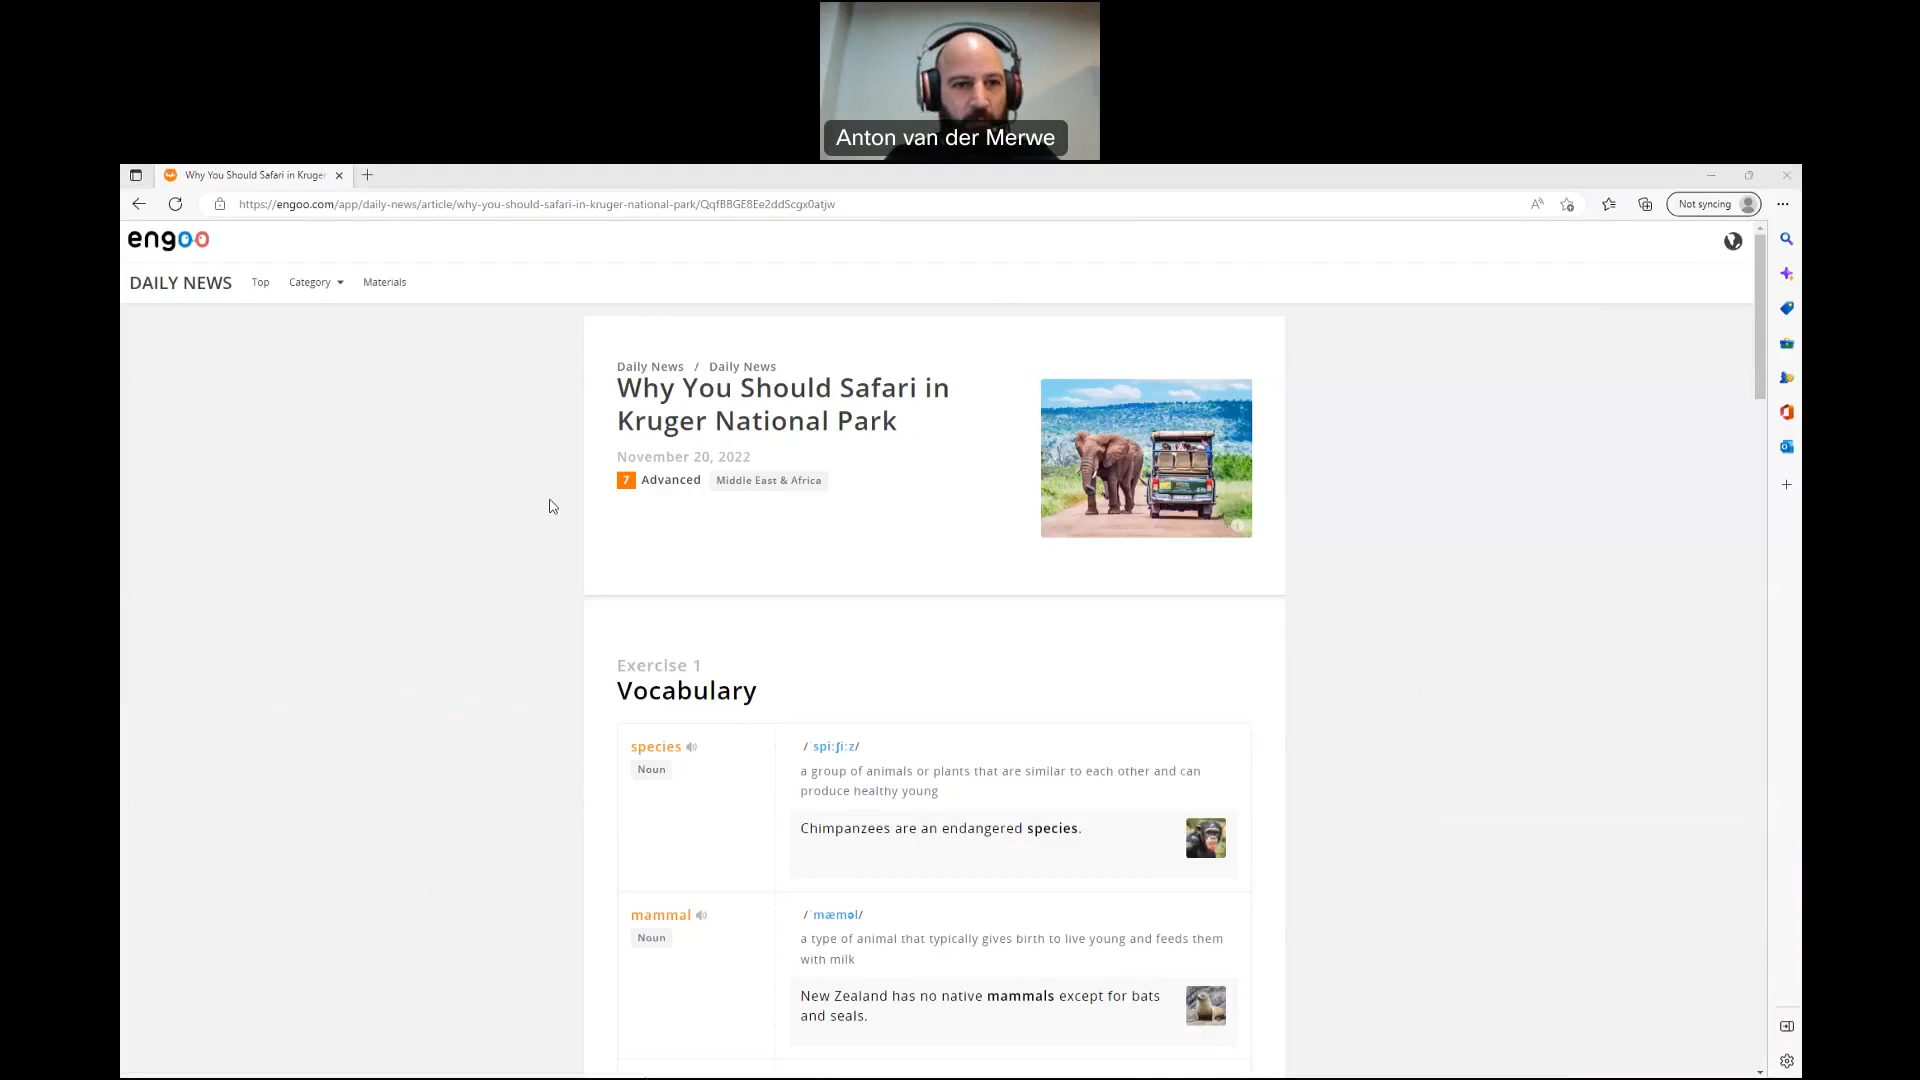 Anton van der Merwe
Why You Should Safari in Kruge
https://engoo.com/app/daily-news/article/why-you-should-safari-in-kruger-national-park/QqfBBGE8Ee2ddScgx0atjw
Not syncing
engoo
DAILY NEWS Top Category Materials
Daily News / Daily News
Why You Should Safari in
Kruger National Park
November 20, 2022
7 Advanced Middle East & Africa
Exercise 1
Vocabulary
species /ˈspiːʃiːz/
Noun
a group of animals or plants that are similar to each other and can
produce healthy young
Chimpanzees are an endangered species.
mammal /ˈmæməl/
Noun
a type of animal that typically gives birth to live young and feeds them
with milk
New Zealand has no native mammals except for bats
and seals.